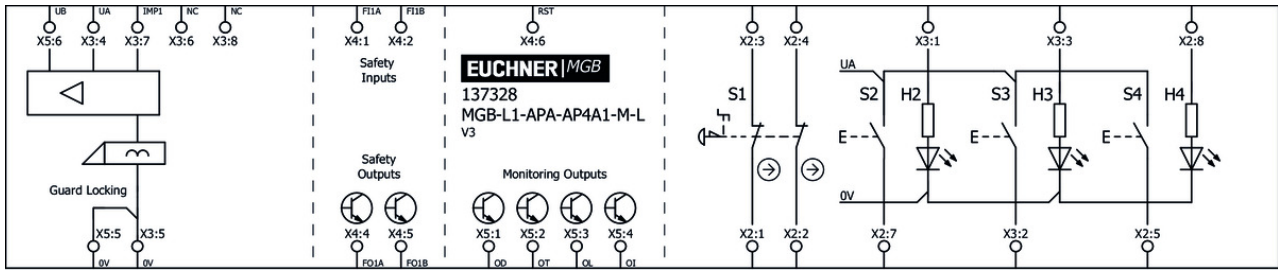 UB UA IMP1 NC NC FI1A FI1B RST
X5:6 X3:4 X3:7 X3:6 X3:8 X4:1 X4:2 X4:6 X2:3 X2:4 X3:1 X3:3 X2:8
Safety
Inputs
EUCHNER MGB
137328
MGB-L1-APA-AP4A1-M-L
V3
UA
S1 S2 H2 S3 H3 S4 H4
E E E
Safety
Outputs
Monitoring Outputs
Guard Locking
0V
X5:5 X3:5 X4:4 X4:5 X5:1 X5:2 X5:3 X5:4 X2:1 X2:2 X2:7 X3:2 X2:5
0V 0V FO1A FO1B OD OT OL OI